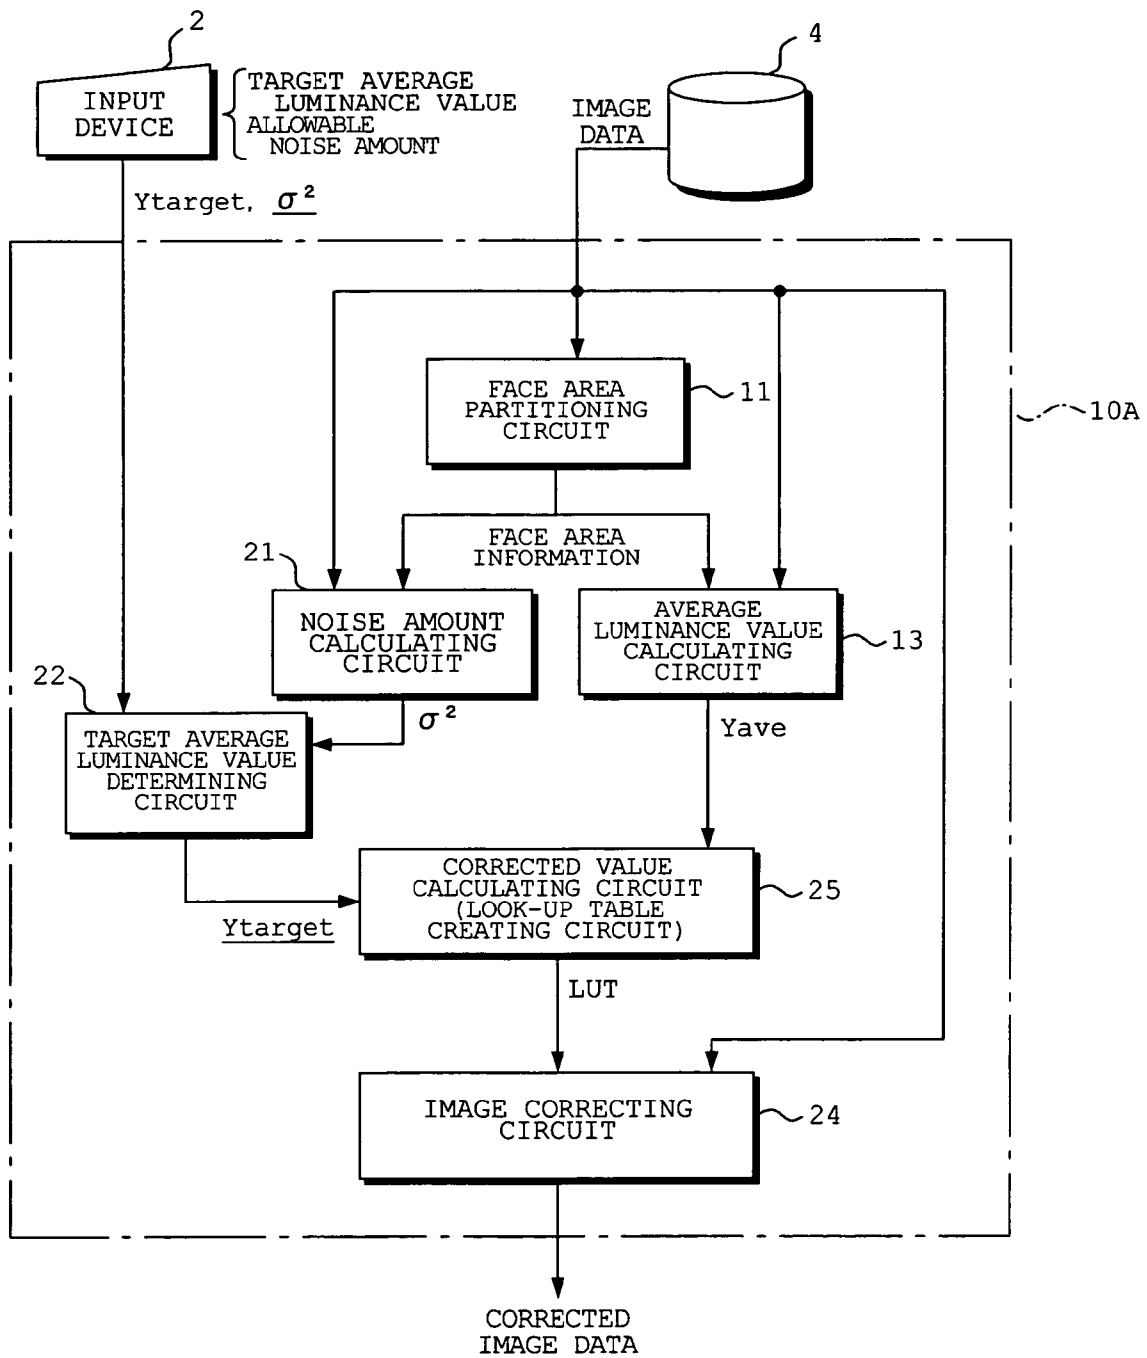 2
4
INPUT
DEVICE
TARGET AVERAGE
LUMINANCE VALUE
ALLOWABLE
NOISE AMOUNT
IMAGE
DATA
Ytarget, σ²
FACE AREA
PARTITIONING
CIRCUIT
11
10A
FACE AREA
INFORMATION
21
NOISE AMOUNT
CALCULATING
CIRCUIT
AVERAGE
LUMINANCE VALUE
CALCULATING
CIRCUIT
13
22
σ²
Yave
TARGET AVERAGE
LUMINANCE VALUE
DETERMINING
CIRCUIT
CORRECTED VALUE
CALCULATING CIRCUIT
(LOOK-UP TABLE
CREATING CIRCUIT)
25
Ytarget
LUT
IMAGE CORRECTING
CIRCUIT
24
CORRECTED
IMAGE DATA